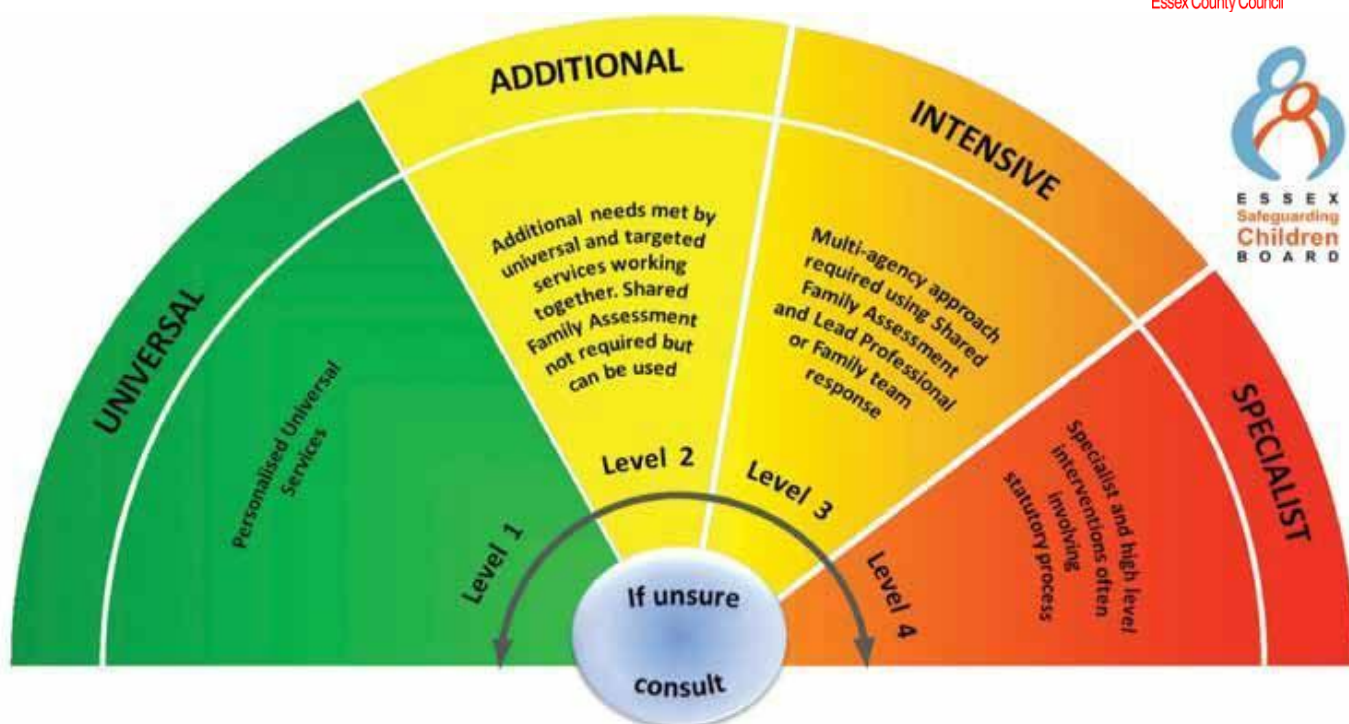 Essex County Council
ESSEX
Safeguarding
Children
BOARD
UNIVERSAL
Personalised Universal
Services
Level 1
ADDITIONAL
Additional needs met by
universal and targeted
services working
together. Shared
Family Assessment
not required but
can be used
Level 2
INTENSIVE
Multi-agency approach
required using Shared
Family Assessment
and Lead Professional
or Family team
response
Level 3
SPECIALIST
Specialist and high level
interventions often
involving
statutory process
Level 4
If unsure
consult